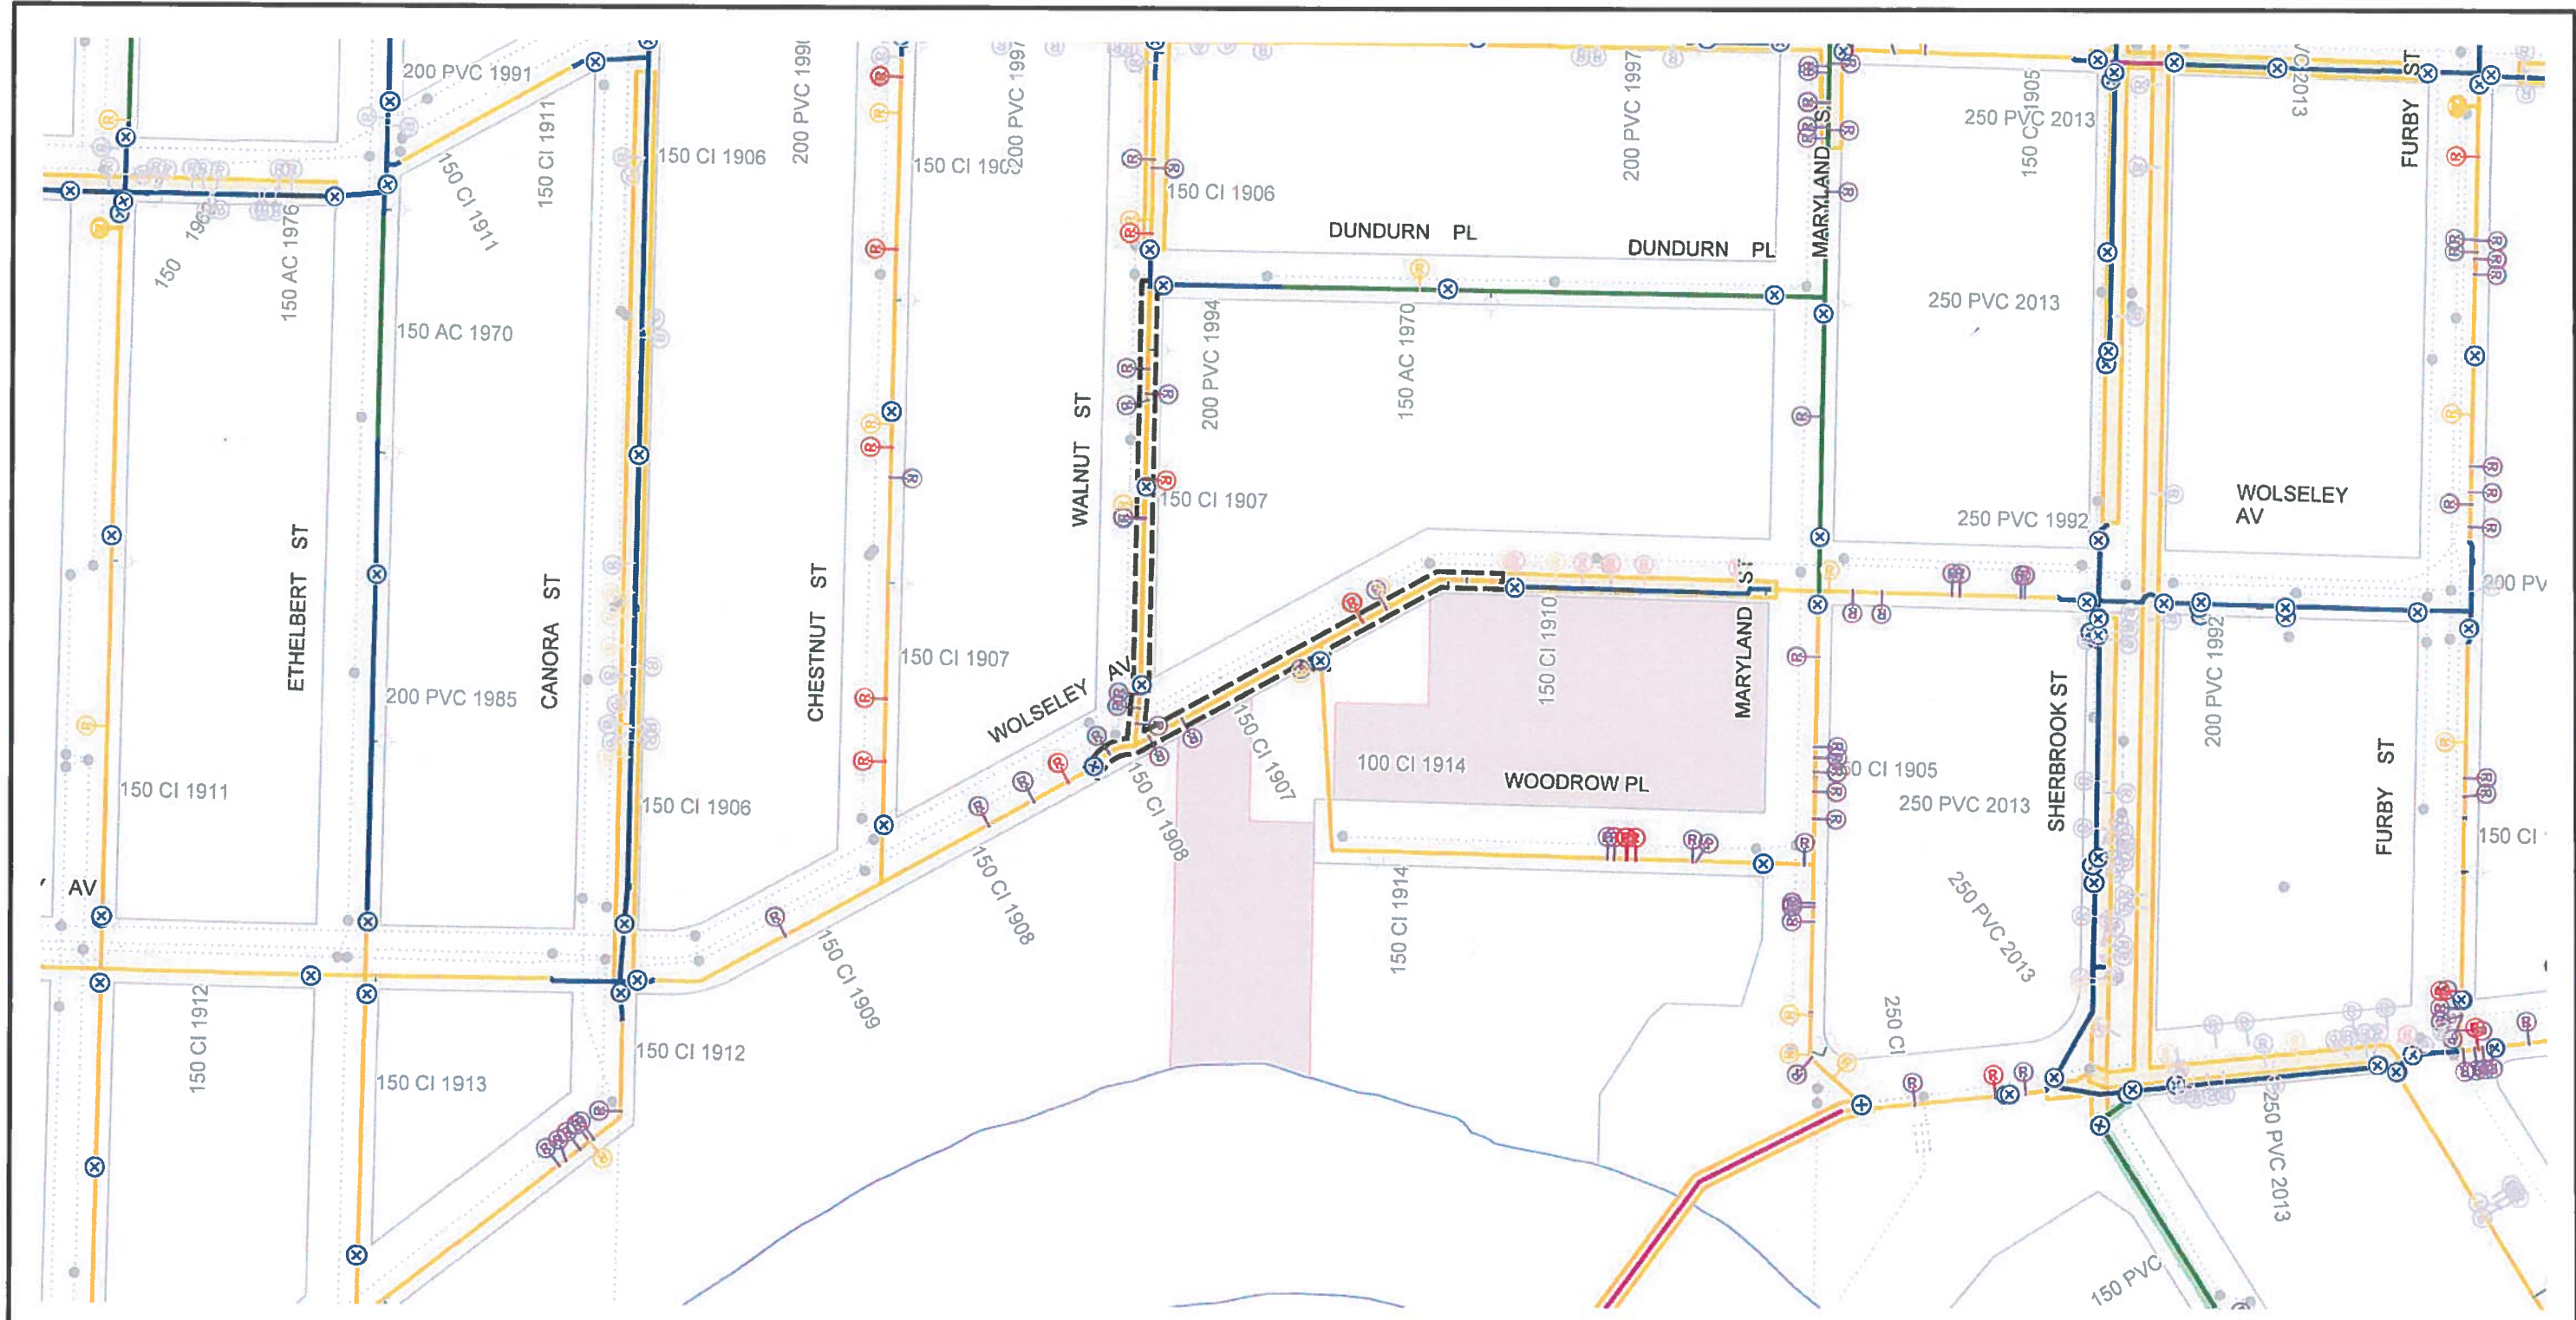 200 PVC 1991
150 CI 1911
150 CI 1911
150 CI 1906
150 AC 1976
150
150 AC 1970
200 PVC 1997
150 CI 1906
200 PVC 1997
DUNDURN PL
DUNDURN PL
MARYLAND
250 PVC 2013
FURBY ST
250 PVC 2013
200 PVC 1994
150 AC 1970
WALNUT ST
150 CI 1907
WOLSELEY
AV
250 PVC 1992
ETHELBERT ST
CANORA ST
CHESTNUT ST
200 PVC 1985
150 CI 1907
WOLSELEY AV
150 CI 1910
MARYLAND ST
SHERBROOK ST
200 PVC 1992
200 PV
FURBY ST
150 CI 1911
150 CI 1906
150 CI 1907
150 CI 1908
100 CI 1914
WOODROW PL
CI 1905
250 PVC 2013
150 CI
AV
150 CI 1908
150 CI 1909
150 CI 1914
250 PVC 2013
150 CI 1912
150 CI 1913
150 CI 1912
250 CI
250 PVC 2013
150 PVC